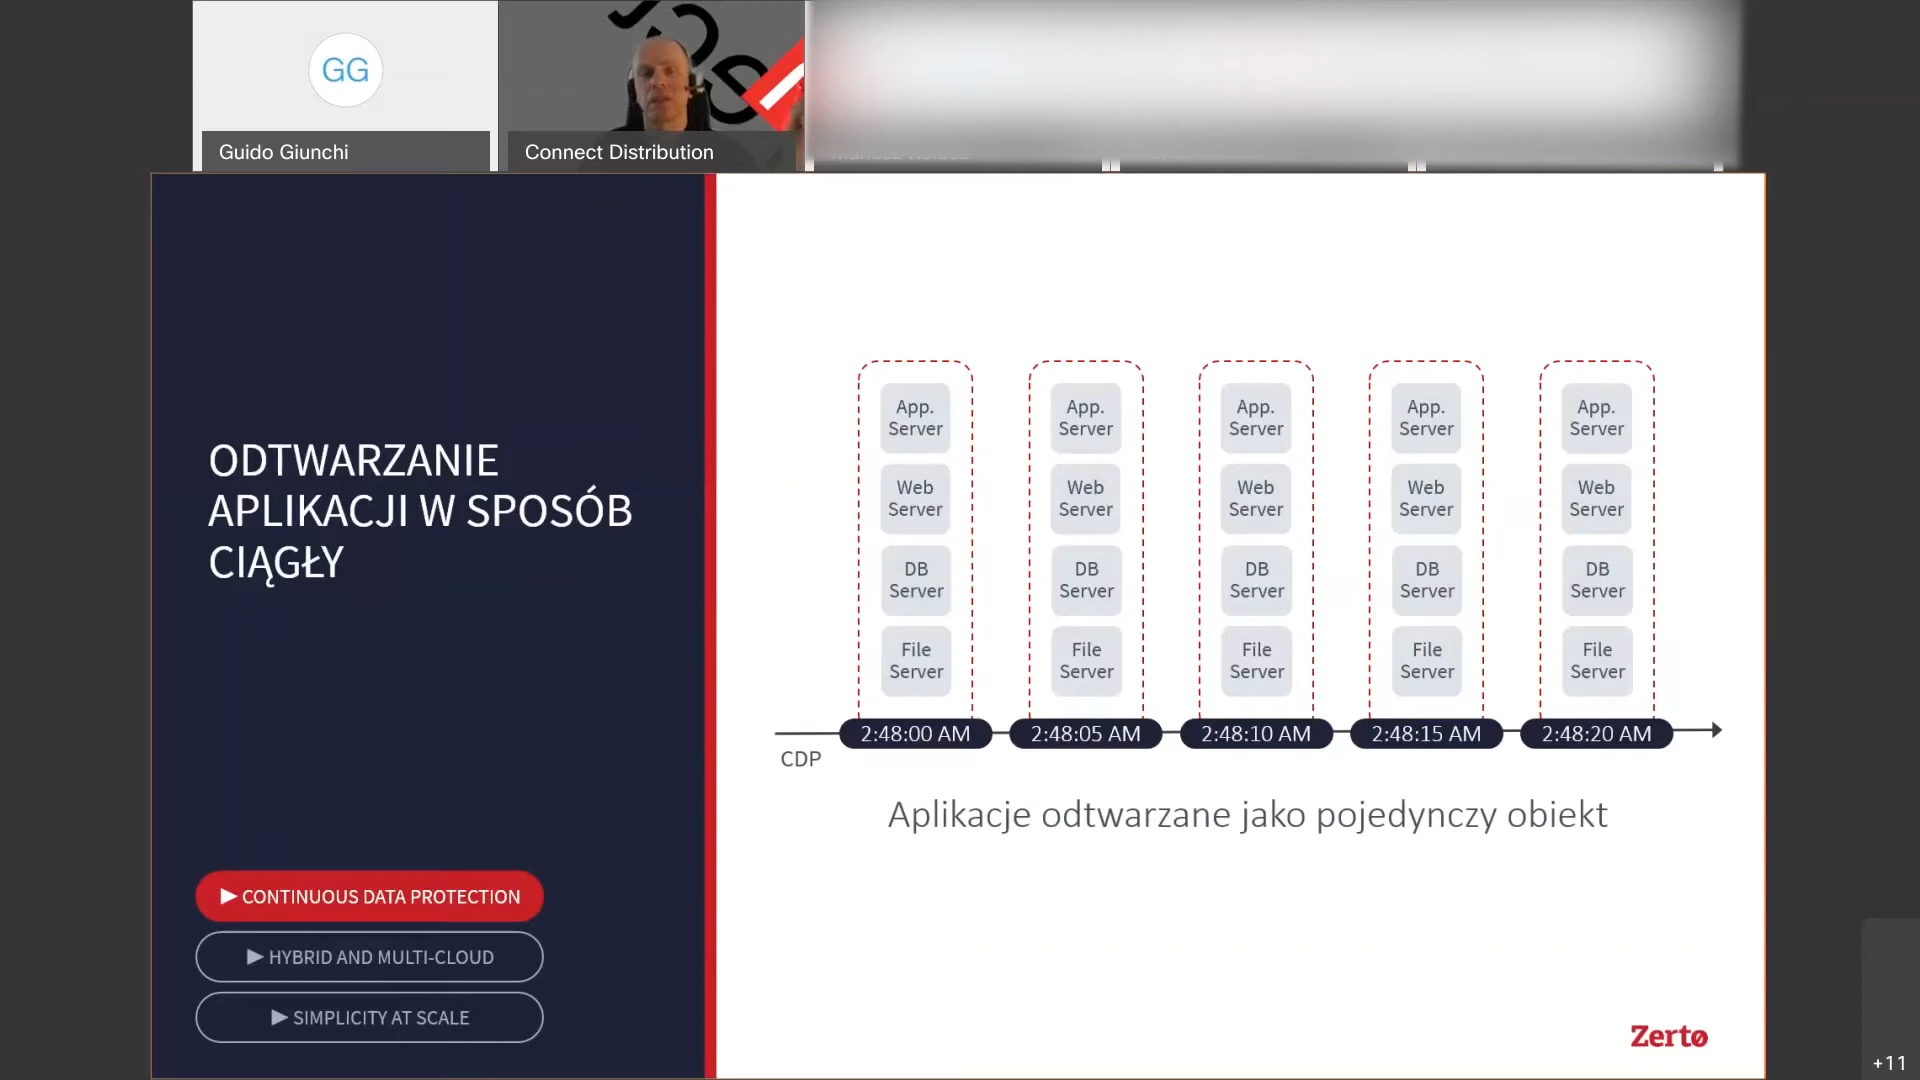 GG
Guido Giunchi
Connect Distribution
ODTWARZANIE
APLIKACJI W SPOSÓB
CIĄGŁY
▶ CONTINUOUS DATA PROTECTION
▶ HYBRID AND MULTI-CLOUD
▶ SIMPLICITY AT SCALE
App.
Server
Web
Server
DB
Server
File
Server
2:48:00 AM
App.
Server
Web
Server
DB
Server
File
Server
2:48:05 AM
App.
Server
Web
Server
DB
Server
File
Server
2:48:10 AM
App.
Server
Web
Server
DB
Server
File
Server
2:48:15 AM
App.
Server
Web
Server
DB
Server
File
Server
2:48:20 AM
CDP
Aplikacje odtwarzane jako pojedynczy obiekt
Zerto
+11